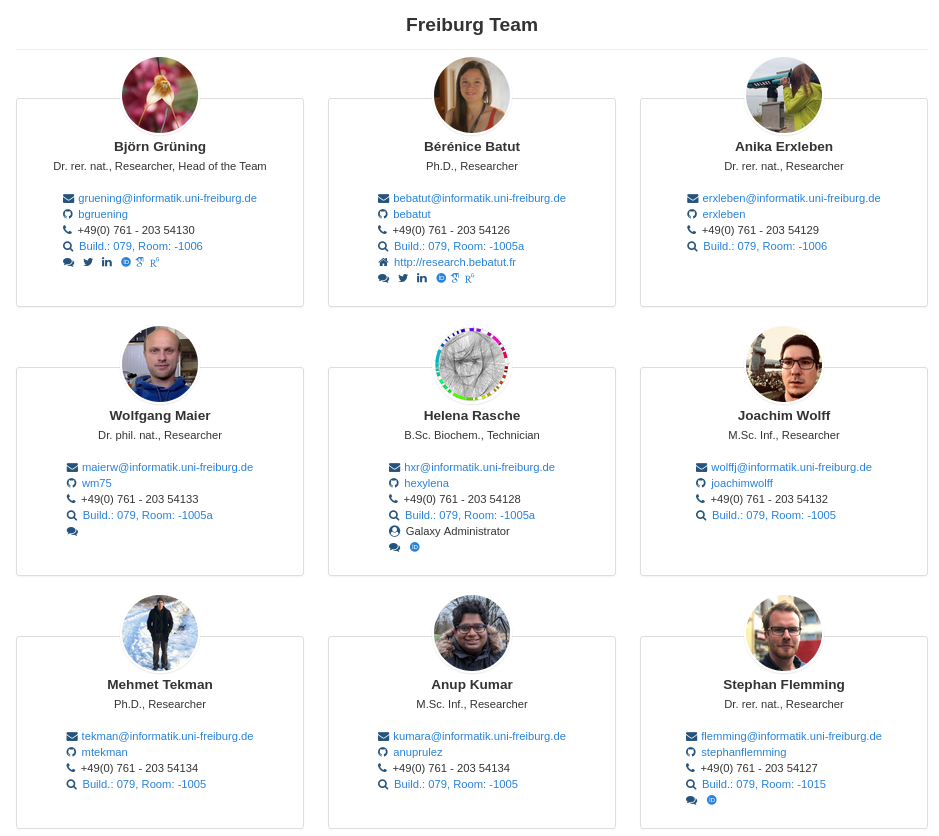 Freiburg Team
Björn Grüning
Dr. rer. nat., Researcher, Head of the Team
gruening@informatik.uni-freiburg.de
bgruening
+49(0) 761 - 203 54130
Build.: 079, Room: -1006
Bérénice Batut
Ph.D., Researcher
bebatut@informatik.uni-freiburg.de
bebatut
+49(0) 761 - 203 54126
Build.: 079, Room: -1005a
http://research.bebatut.fr
Anika Erxleben
Dr. rer. nat., Researcher
erxleben@informatik.uni-freiburg.de
erxleben
+49(0) 761 - 203 54129
Build.: 079, Room: -1006
Wolfgang Maier
Dr. phil. nat., Researcher
maierw@informatik.uni-freiburg.de
wm75
+49(0) 761 - 203 54133
Build.: 079, Room: -1005a
Helena Rasche
B.Sc. Biochem., Technician
hxr@informatik.uni-freiburg.de
hexylena
+49(0) 761 - 203 54128
Build.: 079, Room: -1005a
Galaxy Administrator
Joachim Wolff
M.Sc. Inf., Researcher
wolffj@informatik.uni-freiburg.de
joachimwolff
+49(0) 761 - 203 54132
Build.: 079, Room: -1005
Mehmet Tekman
Ph.D., Researcher
tekman@informatik.uni-freiburg.de
mtekman
+49(0) 761 - 203 54134
Build.: 079, Room: -1005
Anup Kumar
M.Sc. Inf., Researcher
kumara@informatik.uni-freiburg.de
anuprulez
+49(0) 761 - 203 54134
Build.: 079, Room: -1005
Stephan Flemming
Dr. rer. nat., Researcher
flemming@informatik.uni-freiburg.de
stephanflemming
+49(0) 761 - 203 54127
Build.: 079, Room: -1015